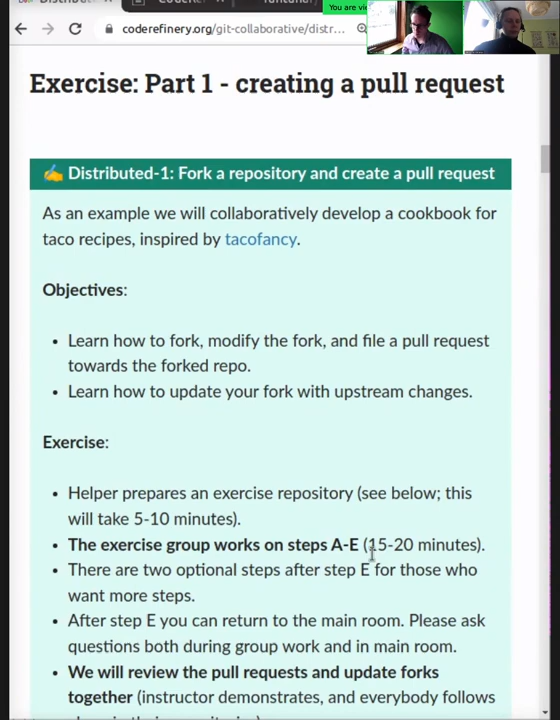 You are vi
coderefinery.org/git-collaborative/distr...
Exercise: Part 1 - creating a pull request
✍️ Distributed-1: Fork a repository and create a pull request
As an example we will collaboratively develop a cookbook for
taco recipes, inspired by tacofancy.
Objectives:
• Learn how to fork, modify the fork, and file a pull request
towards the forked repo.
• Learn how to update your fork with upstream changes.
Exercise:
• Helper prepares an exercise repository (see below; this
will take 5-10 minutes).
• The exercise group works on steps A-E (15-20 minutes).
• There are two optional steps after step E for those who
want more steps.
• After step E you can return to the main room. Please ask
questions both during group work and in main room.
• We will review the pull requests and update forks
together (instructor demonstrates, and everybody follows